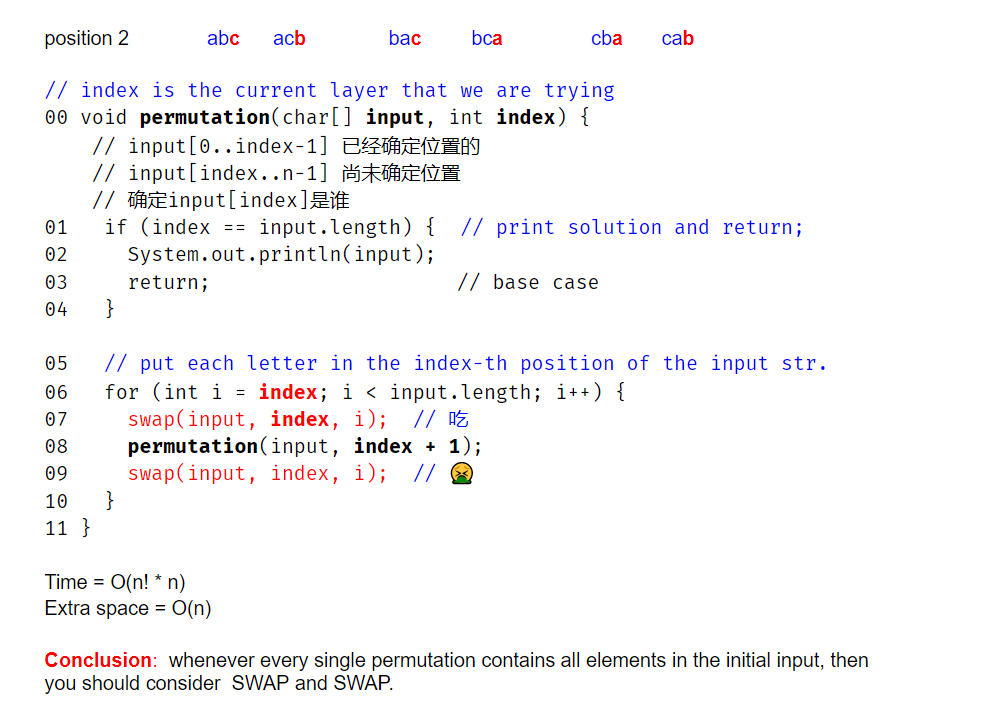 position 2 abc acb bac bca cba cab
// index is the current layer that we are trying
00 void permutation(char[] input, int index) {
// input[0..index-1] 已经确定位置的
// input[index..n-1] 尚未确定位置
// 确定input[index]是谁
01 if (index == input.length) { // print solution and return;
02 System.out.println(input);
03 return; // base case
04 }
05 // put each letter in the index-th position of the input str.
06 for (int i = index; i < input.length; i++) {
07 swap(input, index, i); // 吃
08 permutation(input, index + 1);
09 swap(input, index, i); // 🤮
10 }
11 }
Time = O(n! * n)
Extra space = O(n)
Conclusion: whenever every single permutation contains all elements in the initial input, then
you should consider SWAP and SWAP.